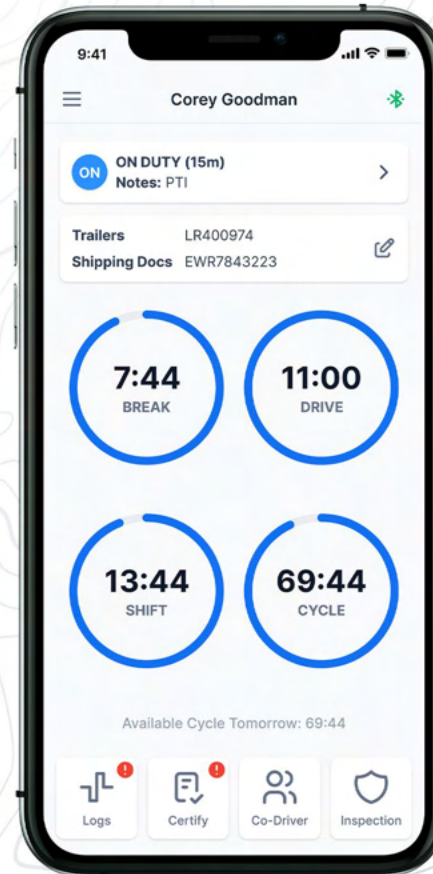 9:41
Corey Goodman
ON
ON DUTY (15m)
Notes: PTI
Trailers LR400974
Shipping Docs EWR7843223
7:44
BREAK
11:00
DRIVE
13:44
SHIFT
69:44
CYCLE
Available Cycle Tomorrow: 69:44
Logs
Certify
Co-Driver
Inspection